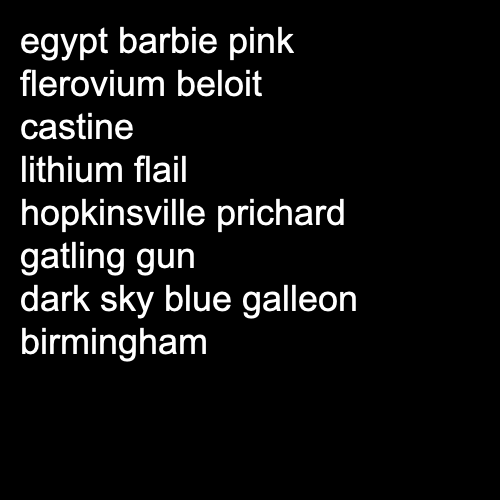 egypt barbie pink
flerovium beloit
castine
lithium flail
hopkinsville prichard
gatling gun
dark sky blue galleon
birmingham